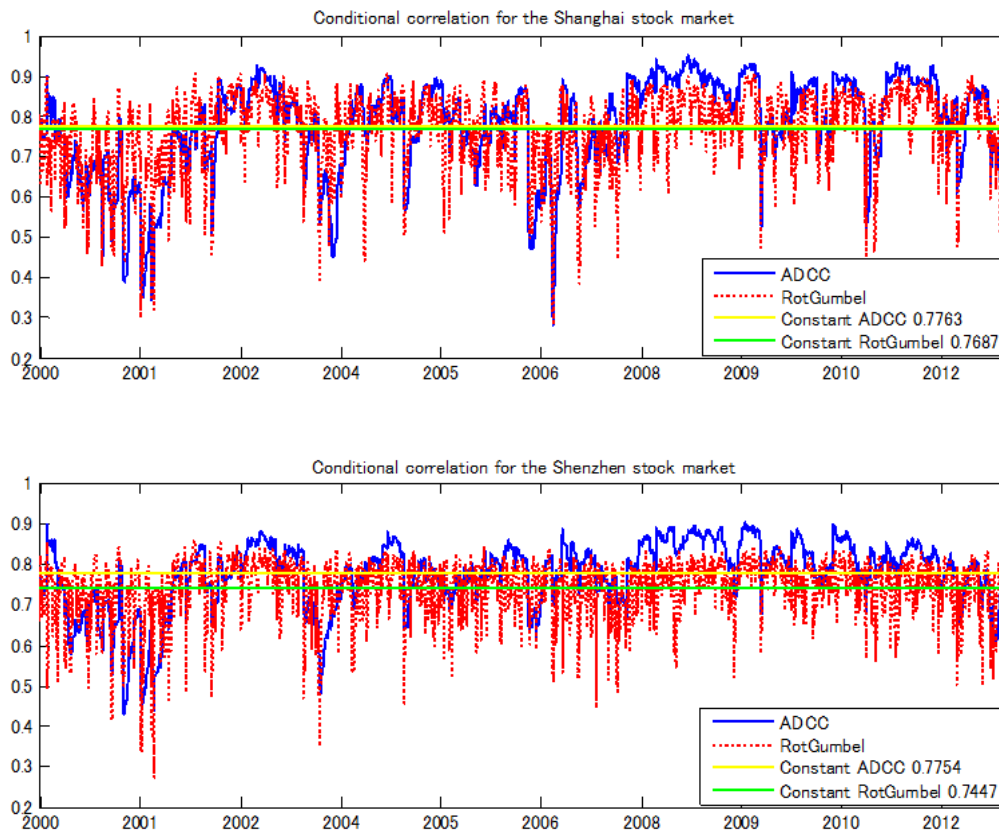 Conditional correlation for the Shanghai stock market
1
0.9
0.8
0.7
0.6
0.5
0.4
0.3
0.2
2000 2001 2002 2004 2005 2006 2008 2009 2010 2012
ADCC
RotGumbel
Constant ADCC 0.7763
Constant RotGumbel 0.7687
Conditional correlation for the Shenzhen stock market
1
0.9
0.8
0.7
0.6
0.5
0.4
0.3
0.2
2000 2001 2002 2004 2005 2006 2008 2009 2010 2012
ADCC
RotGumbel
Constant ADCC 0.7754
Constant RotGumbel 0.7447